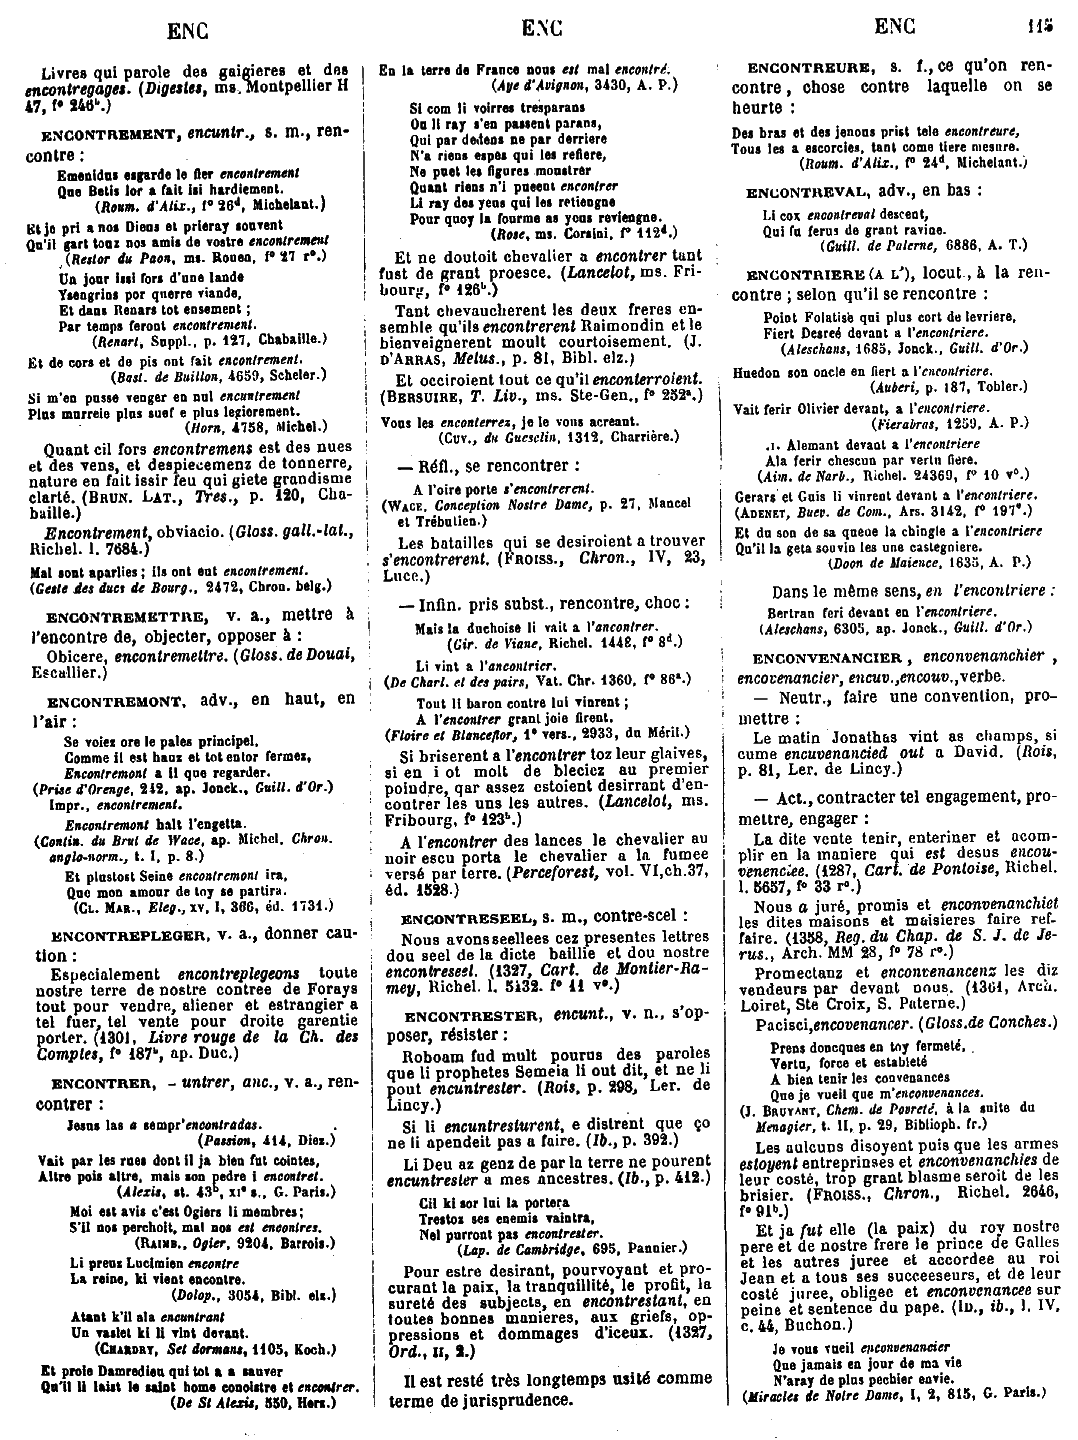 ENC
ENC
ENC 115
Livres qui parole des gaigieres et des
encontregages. (Digestes, ms. Montpellier H
47, f° 246b.)
ENCONTREMENT, encuntr., s. m., ren-
contre :
Emenidus esgarde le fier encontrement
Que Betis lor a fait isi hardiement.
(Roum. d'Alix., f° 26d, Michelant.)
Et je pri a nos Dieus et prieray souvent
Qu'il gart touz nos amis de vostre encontrement
(Restor du Paon, ms. Rouen, f° 27 r°.)
Un jour issi fors d'une lande
Ysengrins por querre viande,
Et dans Renars tot ensement ;
Par temps feront encontrement.
(Renart, Suppl., p. 127, Chabaille.)
Et de cors et de pis ont fait encontrement.
(Bast. de Buillon, 4659, Scheler.)
Si m'en pusse venger en nul encuntrement
Plus murreie plus suef e plus legierement.
(Horn, 4758, Michel.)
Quant cil fors encontremens est des nues
et des vens, et despiecemenz de tonnerre,
nature en fait issir feu qui giete grandisme
clarté. (BRUN. LAT., Tres., p. 120, Cha-
baille.)
Encontrement, obviacio. (Gloss. gall.-lat.,
Richel. l. 7684.)
Mal sont aparlies ; ils ont eut encontrement.
(Geste des ducs de Bourg., 2472, Chron. belg.)
ENCONTREMETTRE, v. a., mettre à
l'encontre de, objecter, opposer à :
Obicere, encontremettre. (Gloss. de Douai,
Escallier.)
ENCONTREMONT, adv., en haut, en
l'air :
Se voiez ore le pales principel,
Comme il est hauz et tot entor fermez,
Encontremont a li que regarder.
(Prise d'Orenge, 242, ap. Jonck., Guill. d'Or.)
Impr., encontrement.
Encontremont halt l'engetta.
(Contin. du Brut de Wace, ap. Michel, Chron.
anglo-norm., t. I, p. 8.)
Et plustost Seine encontremont ira,
Que mon amour de toy se partira.
(CL. MAR., Eleg., XV, I, 366, éd. 1731.)
ENCONTREPLEGER, v. a., donner cau-
tion :
Especialement encontreplegeons toute
nostre terre de nostre contree de Forays
tout pour vendre, aliener et estrangier a
tel fuer, tel vente pour droite garentie
porter. (1301, Livre rouge de la Ch. des
Comptes, f° 187b, ap. Duc.)
ENCONTRER, - untrer, anc., v. a., ren-
contrer :
Jesus las a sempr'encontradas.
(Passion, 414, Diez.)
Vait par les rues dont il ja bien fut cointes,
Altre pois altre, mais son pedre i encontret.
(Alexis, st. 43b, XI° s., G. Paris.)
Moi est avis c'est Ogiers li membres ;
S'il nos perchoit, mal nos est encontres.
(RAIMB., Ogier, 9204, Barrois.)
Li preuz Lucimien encontre
La reine, ki vient encontre.
(Dolop., 3054, Bibl. elz.)
Atant k'il ala encuntrant
Un vaslet ki li vint devant.
(CHARDRY, Set dormans, 1105, Koch.)
Et proie Damredieu qui tot a a sauver
Qu'il li laist le saint home conoistre et encontrer.
(De St Alexis, 550, Herz.)
En la terre de France nous est mal encontré.
(Aye d'Avignon, 3430, A. P.)
Si com li voirres tresparans
Ou li ray s'en passent parans,
Qui par dedens ne par derriere
N'a riens espes qui les refiere,
Ne puet les figures monstrer
Quant riens n'i pueent encontrer
Li ray des yeus qui les retiengne
Pour quoy la fourme as yous reviengne.
(Rose, ms. Corsini, f° 112d.)
Et ne doutoit chevalier a encontrer tant
fust de grant proesce. (Lancelot, ms. Fri-
bourg, f° 126b.)
Tant chevaucherent les deux freres en-
semble qu'ils encontrerent Raimondin et le
bienveignerent moult courtoisement. (J.
D'ARRAS, Melus., p. 81, Bibl. elz.)
Et occiroient tout ce qu'il enconterroient.
(BERSUIRE, T. Liv., ms. Ste-Gen., f° 252a.)
Vous les enconterrez, je le vous acreant.
(CUV., du Guesclin, 1312, Charrière.)
— Réfl., se rencontrer :
A l'oire porte s'encontrerent.
(WACE, Conception Nostre Dame, p. 27, Mancel
et Trébutien.)
Les batailles qui se desiroient a trouver
s'encontrerent. (FROISS., Chron., IV, 23,
Luce.)
— Infin. pris subst., rencontre, choc :
Mais la duchoise li vait a l'ancontrer.
(Gir. de Viane, Richel. 1448, f° 8d.)
Li vint a l'ancontrier.
(De Charl. et des pairs, Vat. Chr. 1360, f° 86a.)
Tout li baron contre lui vinrent ;
A l'encontrer grant joie firent.
(Floire et Blanceflor, 1e vers., 2933, du Méril.)
Si briserent a l'encontrer toz leur glaives,
si en i ot molt de bleciez au premier
poindre, qar assez estoient desirrant d'en-
contrer les uns les autres. (Lancelot, ms.
Fribourg, f° 123b.)
A l'encontrer des lances le chevalier au
noir escu porta le chevalier a la fumee
versé par terre. (Perceforest, vol. VI, ch. 37,
éd. 1528.)
ENCONTRESEEL, s. m., contre-scel :
Nous avons seellees cez presentes lettres
dou seel de la dicte baillie et dou nostre
encontreseel. (1327, Cart. de Montier-Ra-
mey, Richel. l. 5432. f° 11 v°.)
ENCONTRESTER, encunt., v. n., s'op-
poser, résister :
Roboam fud mult pourus des paroles
que li prophetes Semeia li out dit, et ne li
pout encuntrester. (Rois, p. 298, Ler. de
Lincy.)
Si li encuntresturent, e distrent que ço
ne li apendeit pas a faire. (Ib., p. 392.)
Li Deu az genz de par la terre ne pourent
encuntrester a mes ancestres. (Ib., p. 412.)
Cil ki sor lui la portera
Trestoz ses enemis vaintra,
Nel purront pas encontrester.
(Lap. de Cambridge, 695, Pannier.)
Pour estre desirant, pourvoyant et pro-
curant la paix, la tranquillité, le profit, la
sureté des subjects, en encontrestant, en
toutes bonnes manieres, aux griefs, op-
pressions et dommages d'iceux. (1327,
Ord., II, 2.)
Il est resté très longtemps usité comme
terme de jurisprudence.
ENCONTREURE, s. f., ce qu'on ren-
contre, chose contre laquelle on se
heurte :
Des bras et des jenous prist tele encontreure,
Tous les a escorcies, tant come tiere mesure.
(Roum. d'Alix., f° 24d, Michelant.)
ENCONTREVAL, adv., en bas :
Li cox encontreval descent,
Qui fu ferus de grant ravine.
(Guill. de Palerne, 6886, A. T.)
ENCONTRIERE (A L'), locut., à la ren-
contre ; selon qu'il se rencontre :
Point Folatise qui plus cort de levriere,
Fiert Desreé devant a l'encontriere.
(Aleschans, 1685, Jonck., Guill. d'Or.)
Huedon son oncle en fiert a l'encontriere.
(Auberi, p. 187, Tobler.)
Vait ferir Olivier devant, a l'encontriere.
(Fierabras, 1259, A. P.)
.I. Alemant devant a l'encontriere
Ala ferir chescun par vertu fiere.
(Aim. de Narb., Richel. 24369, f° 10 v°.)
Gerars et Guis li vinrent devant a l'encontriere.
(ADENET, Buev. de Com., Ars. 3142, f° 197e.)
Et du son de sa queue la chingle a l'encontriere
Qu'il la geta souvin les une castegniere.
(Doon de Maience, 1635, A. P.)
Dans le même sens, en l'encontriere :
Bertran feri devant en l'encontriere.
(Aleschans, 6305, ap. Jonck., Guill. d'Or.)
ENCONVENANCIER, enconvenanchier,
encovenancier, encuv., encouv., verbe.
— Neutr., faire une convention, pro-
mettre :
Le matin Jonathas vint as champs, si
cume encuvenancied out a David. (Rois,
p. 81, Ler. de Lincy.)
— Act., contracter tel engagement, pro-
mettre, engager :
La dite vente tenir, enteriner et acom-
plir en la maniere qui est desus encou-
venenciee. (1287, Cart. de Pontoise, Richel.
l. 5657, f° 33 r°.)
Nous a juré, promis et enconvenanchiet
les dites maisons et maisieres faire ref-
faire. (1358, Reg. du Chap. de S. J. de Je-
rus., Arch. MM 28, f° 78 r°.)
Promectanz et enconvenancenz les diz
vendeurs par devant nous. (1361, Arch.
Loiret, Ste Croix, S. Paterne.)
Pacisci, encovenancer. (Gloss. de Conches.)
Prens doncques en toy fermeté,
Vertu, force et estableté
A bien tenir les convenances
Que je vueil que m'enconvenances.
(J. BRUYANT, Chem. de Povreté, à la suite du
Menagier, t. II, p. 29, Biblioph. fr.)
Les aulcuns disoyent puis que les armes
estoyent entreprinses et enconvenanchies de
leur costé, trop grant blasme seroit de les
brisier. (FROISS., Chron., Richel. 2646,
f° 91b.)
Et ja fut elle (la paix) du roy nostre
pere et de nostre frere le prince de Galles
et les autres juree et accordee au roi
Jean et a tous ses succeeseurs, et de leur
costé juree, obligee et enconvenancee sur
peine et sentence du pape. (ID., ib., l. IV,
c. 44, Buchon.)
Je vous vueil enconvenancier
Que jamais en jour de ma vie
N'aray de plus pechier envie.
(Miracles de Notre Dame, I, 2, 815, G. Paris.)